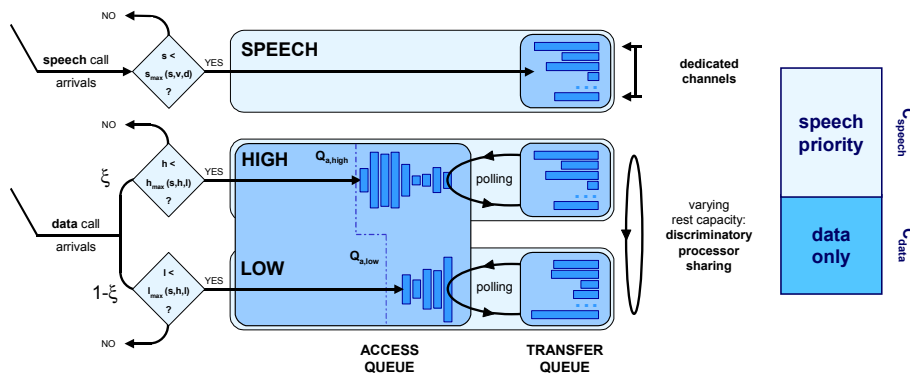 NO
speech call
arrivals
s <
s_max (s,v,d)
?
YES
SPEECH
dedicated
channels
NO
ξ
h <
h_max (s,h,l)
?
YES
HIGH
Q_a,high
polling
data call
arrivals
1-ξ
l <
l_max (s,h,l)
?
YES
NO
LOW
Q_a,low
polling
varying
rest capacity:
discriminatory
processor
sharing
ACCESS
QUEUE
TRANSFER
QUEUE
speech
priority
C_speech
data
only
C_data